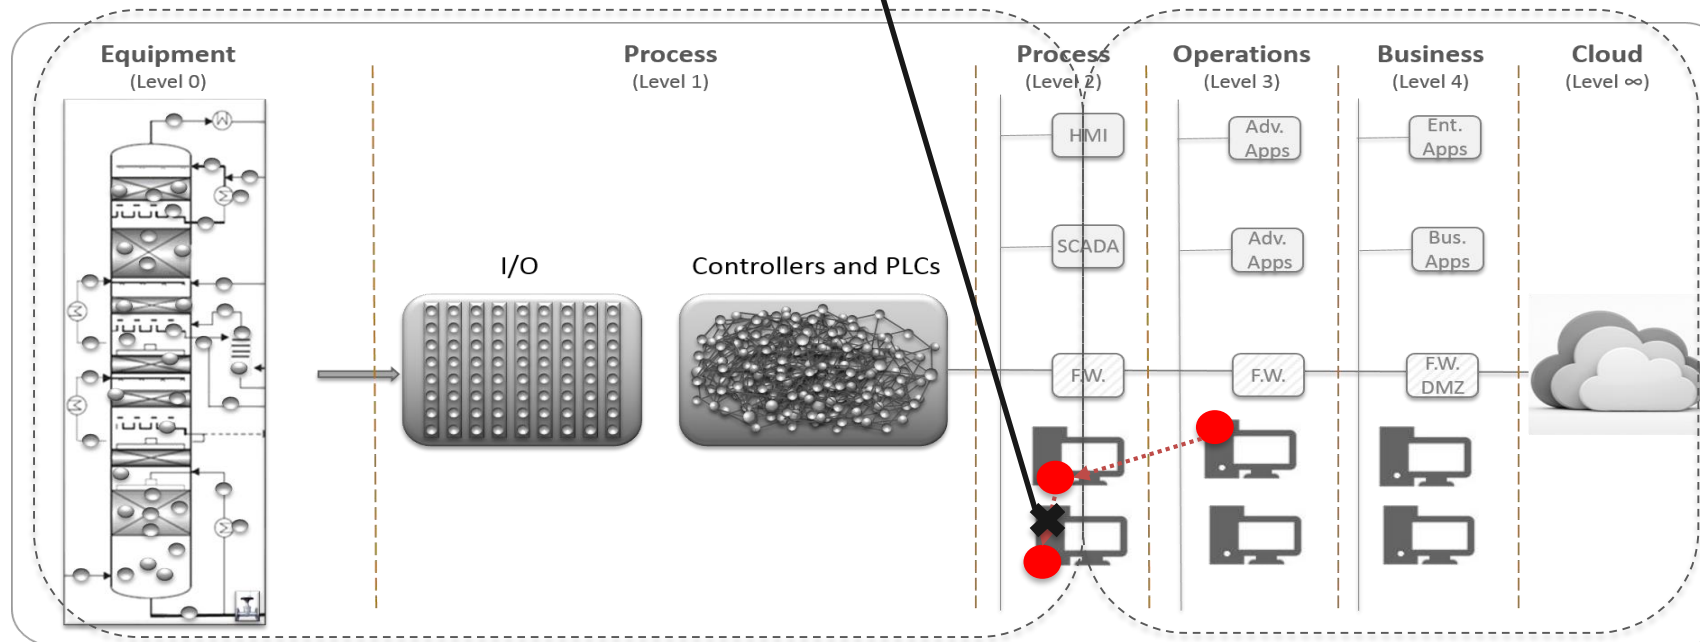 Equipment
(Level 0)
Process
(Level 1)
Process
(Level 2)
Operations
(Level 3)
Business
(Level 4)
Cloud
(Level ∞)
I/O
Controllers and PLCs
HMI
SCADA
F.W.
Adv.
Apps
Adv.
Apps
F.W.
Ent.
Apps
Bus.
Apps
F.W.
DMZ
M
M
M
M
M